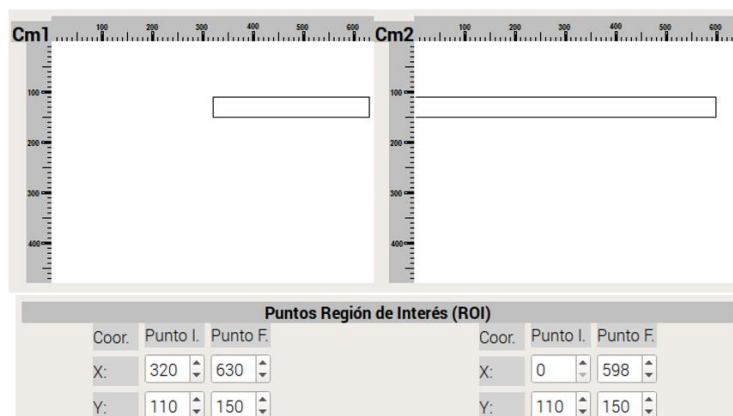 Cm1 100 200 300 400 500 600 Cm2 100 200 300 400 500 600
100 100
200 200
300 300
400 400
Puntos Región de Interés (ROI)
Coor. Punto I. Punto F. Coor. Punto I. Punto F.
X: 320 630 X: 0 598
Y: 110 150 Y: 110 150